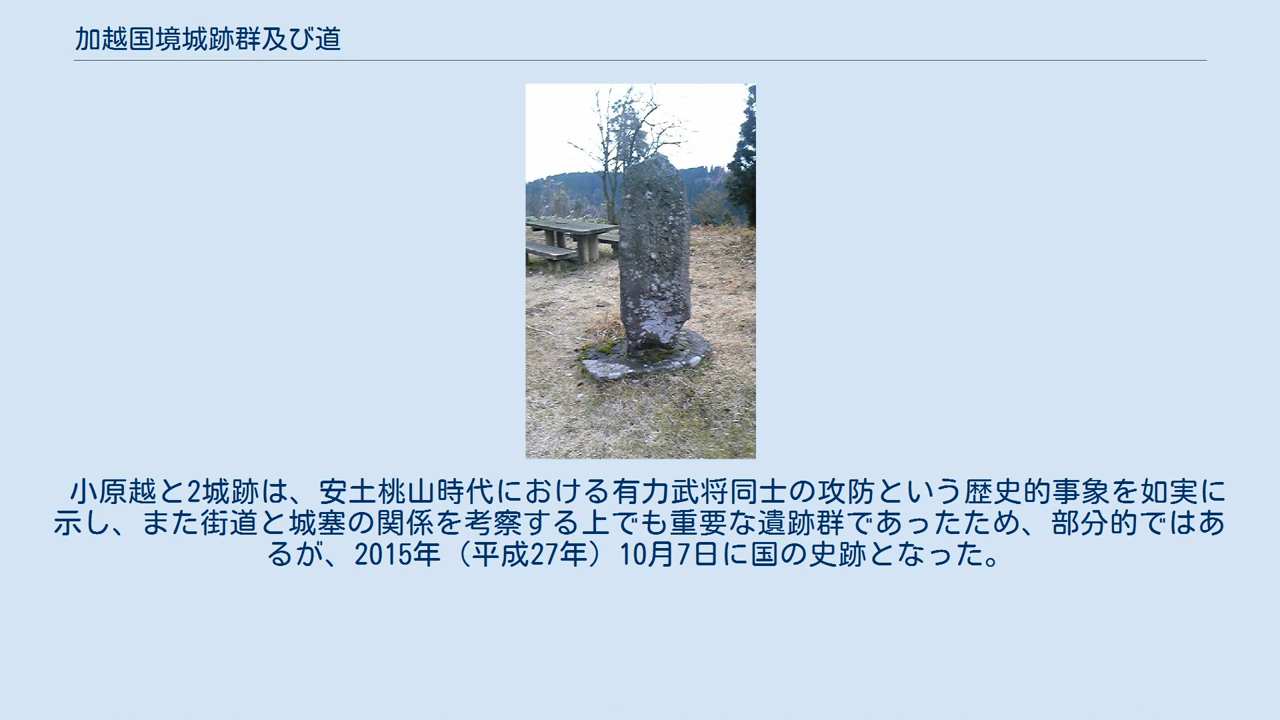 加越国境城跡群及び道
小原越と2城跡は、安土桃山時代における有力武将同士の攻防という歴史的事象を如実に
示し、また街道と城塞の関係を考察する上でも重要な遺跡群であったため、部分的ではあ
るが、2015年（平成27年）10月7日に国の史跡となった。